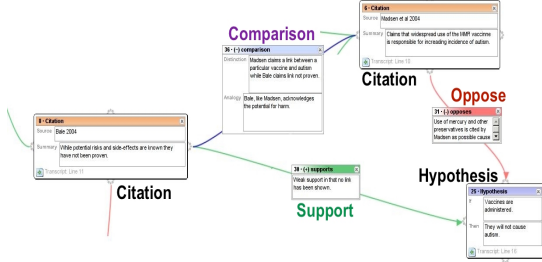 Comparison
36 - (-) comparison
Distinction
Madsen claims a link between a
particular vaccine and autism
while Bale claims link not proven.
Analogy
Bale, like Madsen, acknowledges
the potential for harm.
6 - Citation
Source
Madsen et al 2004
Summary
Claims that widespread use of the MMR vaccinne
is responsible for increasing incidence of autism.
Transcript: Line 10
Citation
Oppose
31 - (-) opposes
Use of mercury and other
preservatives is cited by
Madsen as possible cause
8 - Citation
Source
Bale 2004
Summary
While potential risks and side-effects are known they
have not been proven.
Transcript: Line 11
Citation
38 - (+) supports
Weak support in that no link
has been shown.
Support
Hypothesis
25 - Hypothesis
If
Vaccines are
administered.
Then
They will not cause
autism.
Transcript: Line 10